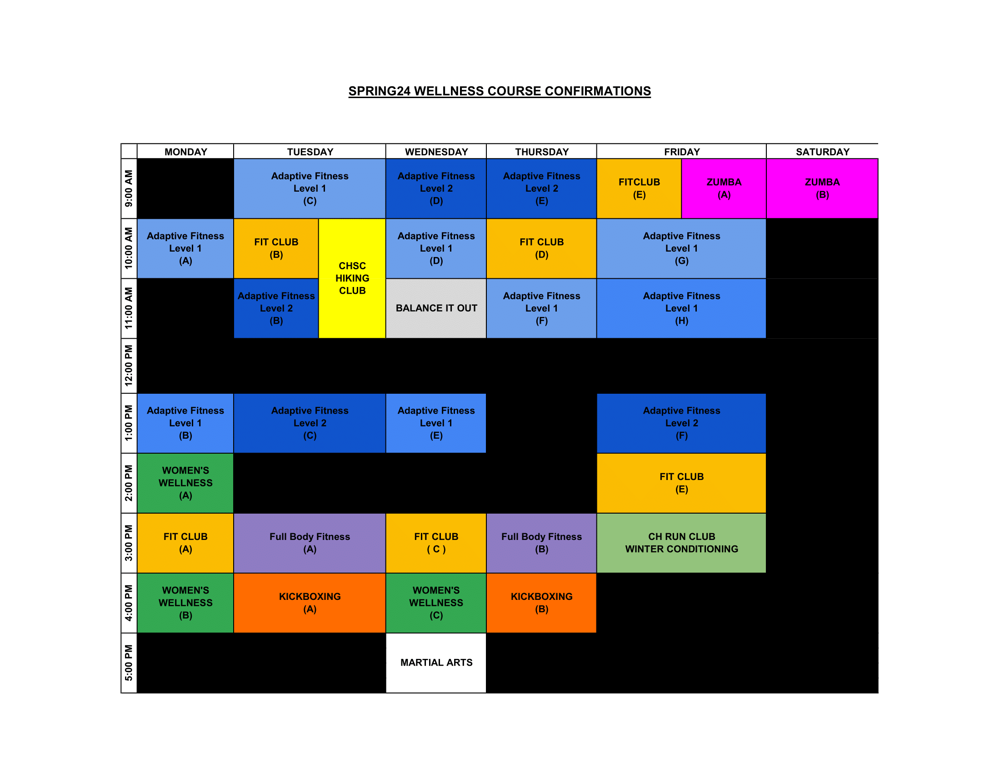 SPRING24 WELLNESS COURSE CONFIRMATIONS
MONDAY
TUESDAY
WEDNESDAY
THURSDAY
FRIDAY
SATURDAY
9:00 AM
Adaptive Fitness
Level 1
(C)
Adaptive Fitness
Level 2
(D)
Adaptive Fitness
Level 2
(E)
FITCLUB
(E)
ZUMBA
(A)
ZUMBA
(B)
10:00 AM
Adaptive Fitness
Level 1
(A)
FIT CLUB
(B)
CHSC
HIKING
CLUB
Adaptive Fitness
Level 1
(D)
FIT CLUB
(D)
Adaptive Fitness
Level 1
(G)
11:00 AM
Adaptive Fitness
Level 2
(B)
BALANCE IT OUT
Adaptive Fitness
Level 1
(F)
Adaptive Fitness
Level 1
(H)
12:00 PM
1:00 PM
Adaptive Fitness
Level 1
(B)
Adaptive Fitness
Level 2
(C)
Adaptive Fitness
Level 1
(E)
Adaptive Fitness
Level 2
(F)
2:00 PM
WOMEN'S
WELLNESS
(A)
FIT CLUB
(E)
3:00 PM
FIT CLUB
(A)
Full Body Fitness
(A)
FIT CLUB
( C )
Full Body Fitness
(B)
CH RUN CLUB
WINTER CONDITIONING
4:00 PM
WOMEN'S
WELLNESS
(B)
KICKBOXING
(A)
WOMEN'S
WELLNESS
(C)
KICKBOXING
(B)
5:00 PM
MARTIAL ARTS